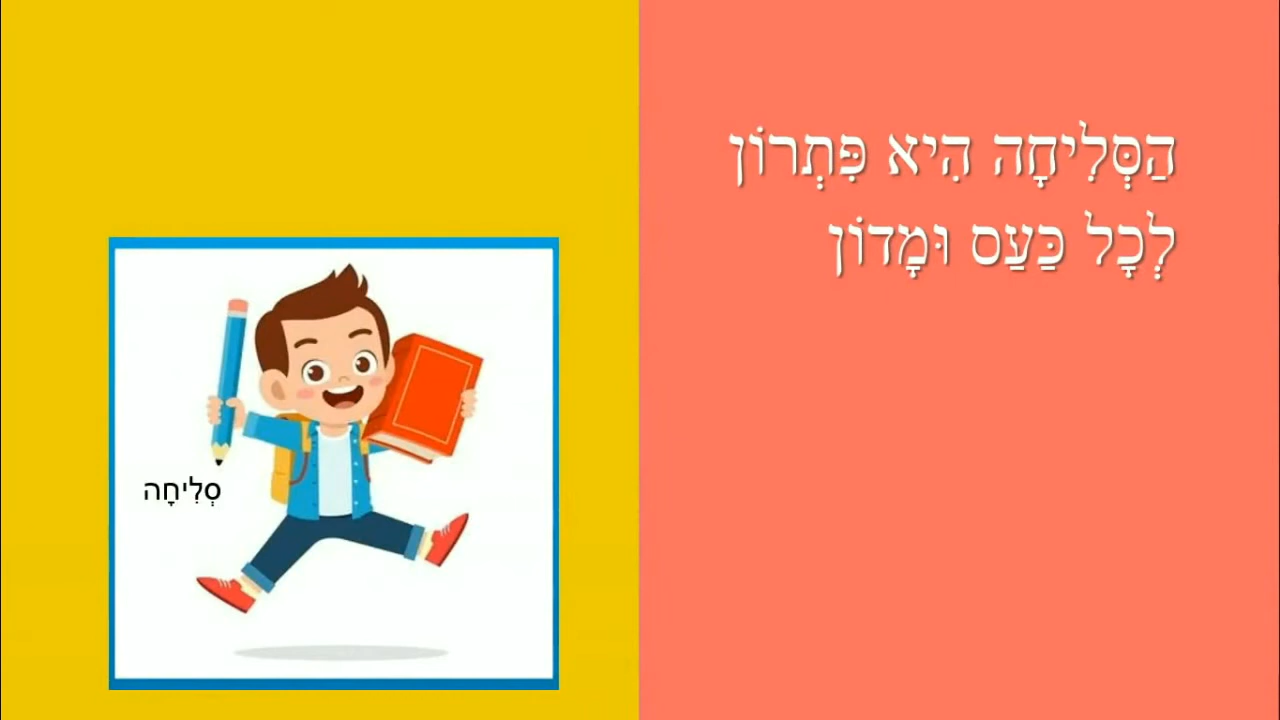 הַסְּלִיחָה הִיא פִּתְרוֹן
לְכָל כַּעַס וּמָדוֹן
סְלִיחָה